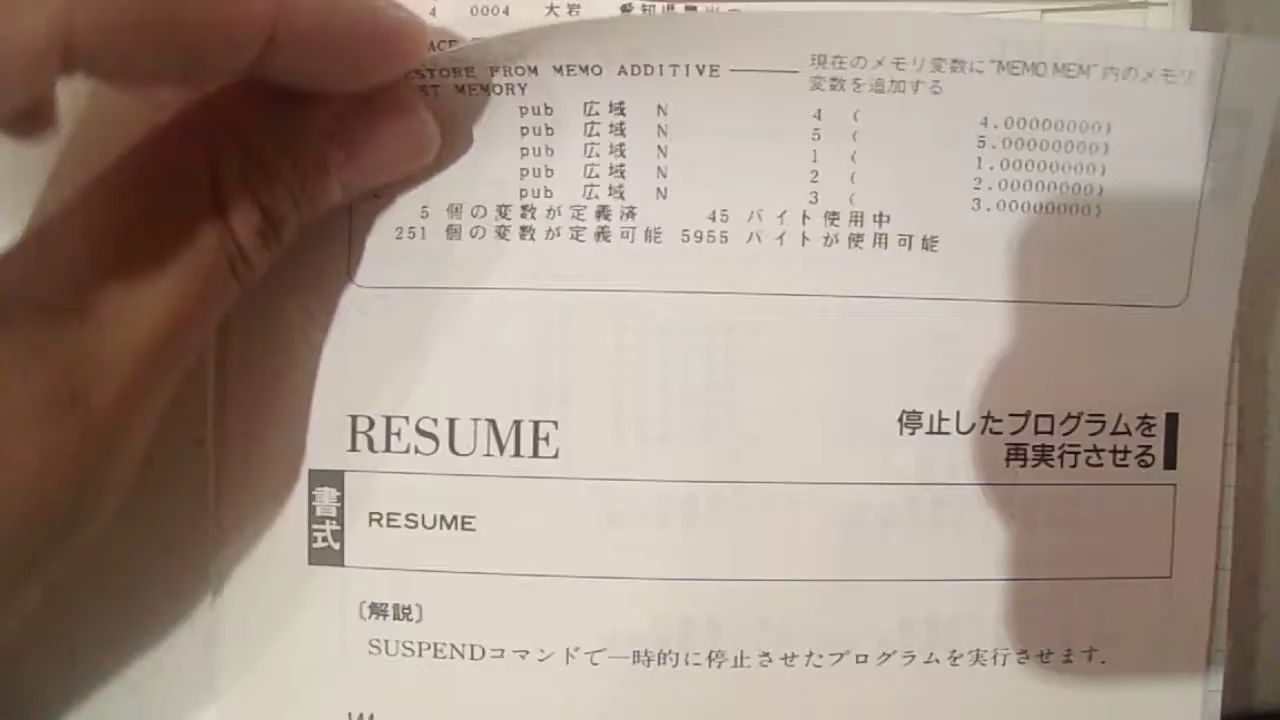 4 0004 大岩
ESTORE FROM MEMO ADDITIVE 現在のメモリ変数に"MEMO.MEM"内のメモリ
変数を追加する
ST MEMORY
pub 広域 N 4 ( 4.00000000)
pub 広域 N 5 ( 5.00000000)
pub 広域 N 1 ( 1.00000000)
pub 広域 N 2 ( 2.00000000)
pub 広域 N 3 ( 3.00000000)
5 個の変数が定義済 45 バイト使用中
251 個の変数が定義可能 5955 バイトが使用可能
RESUME
停止したプログラムを
再実行させる
書式
RESUME
〔解説〕
SUSPENDコマンドで一時的に停止させたプログラムを実行させます.